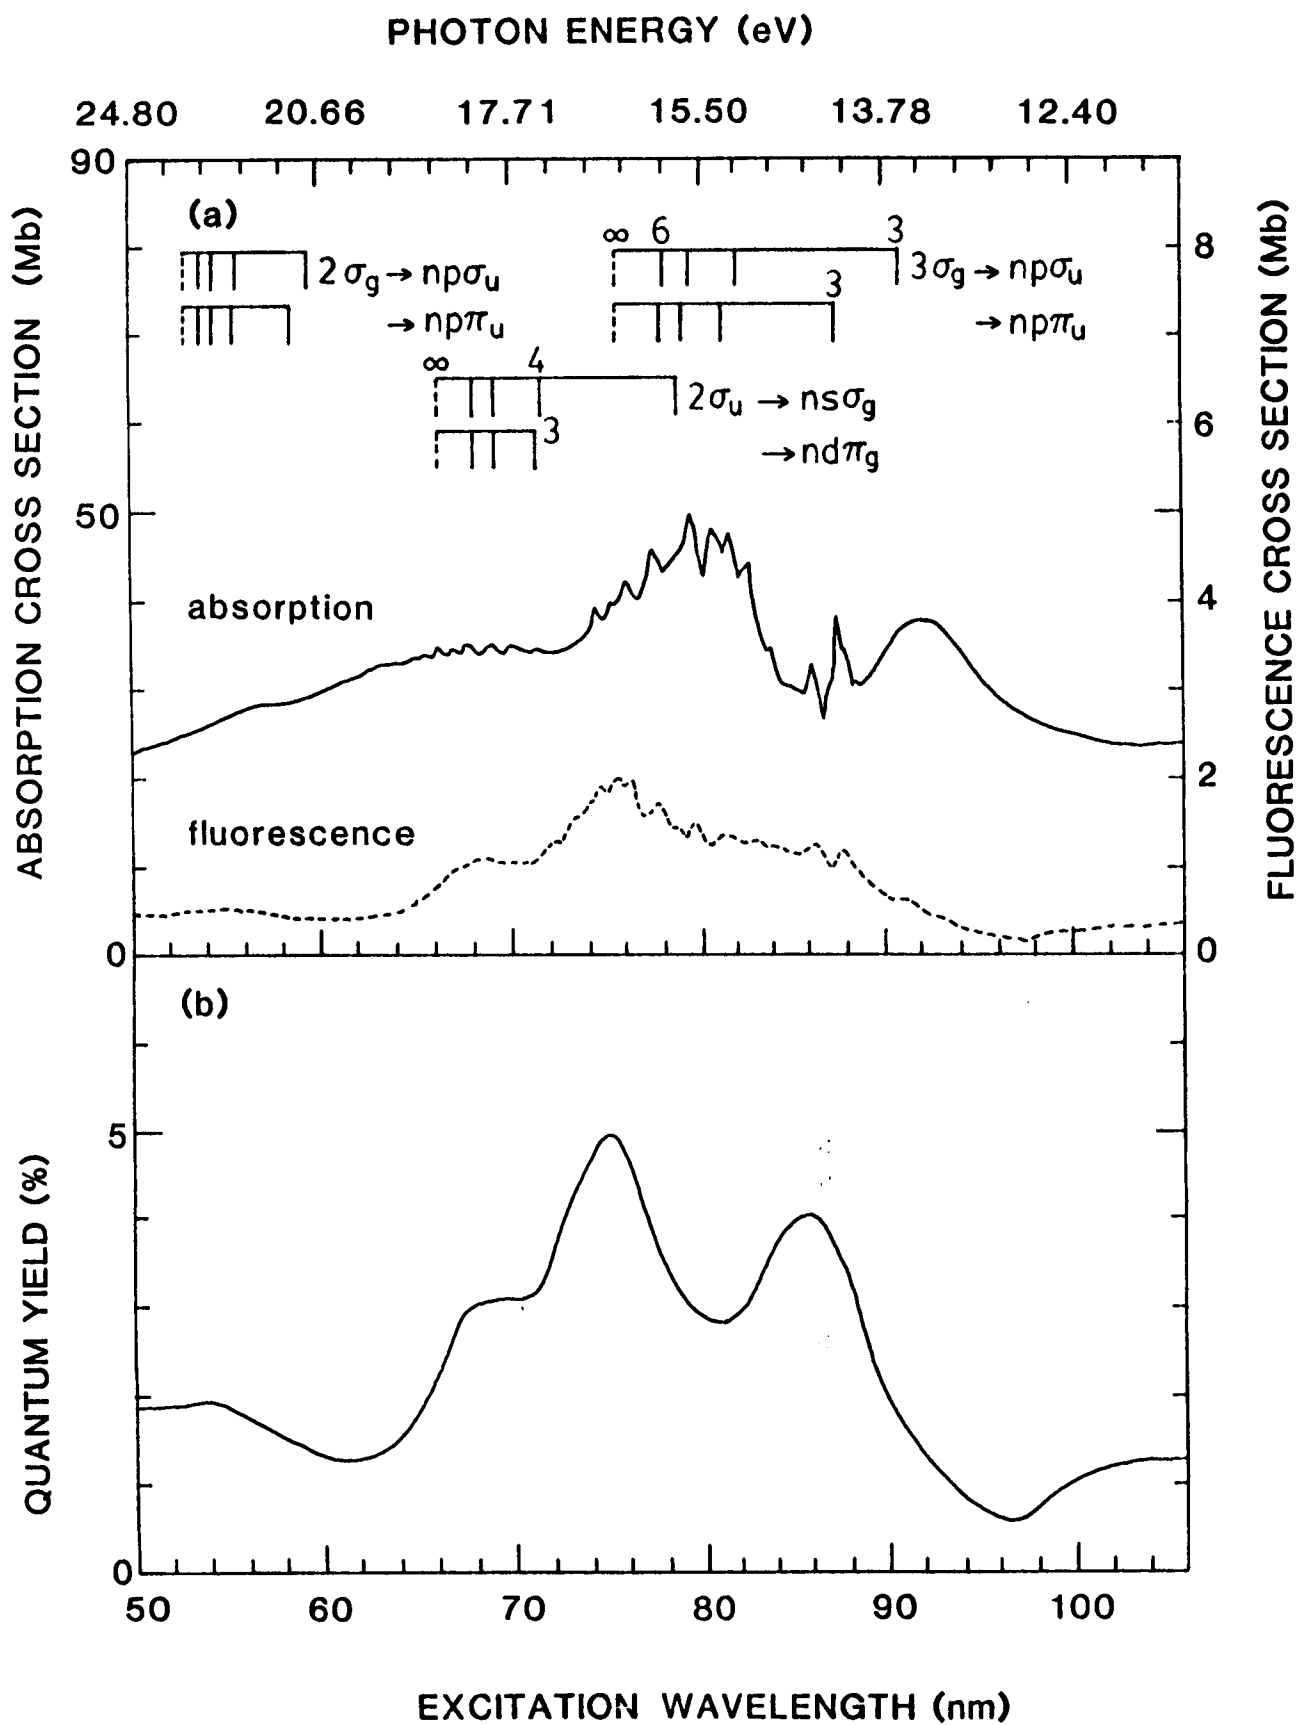 PHOTON ENERGY (eV)
24.80 20.66 17.71 15.50 13.78 12.40
90
(a)
∞ 6 3
8
2σg → npσu
3σg → npσu
3
→ npπu
→ npπu
∞ 4
2σu → nsσg
6
3
→ ndπg
50
absorption
4
2
fluorescence
0
0
ABSORPTION CROSS SECTION (Mb)
FLUORESCENCE CROSS SECTION (Mb)
(b)
5
QUANTUM YIELD (%)
0
50 60 70 80 90 100
EXCITATION WAVELENGTH (nm)